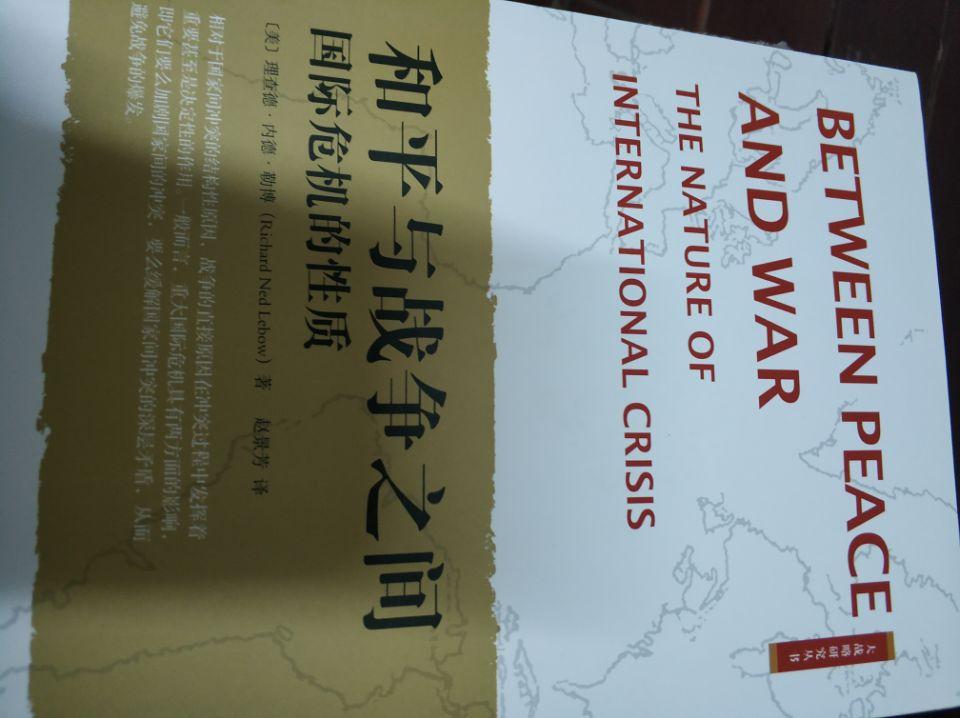 大战略研究丛书
BETWEEN PEACE
AND WAR
THE NATURE OF
INTERNATIONAL CRISIS
和平与战争之间
国际危机的性质
〔美〕理查德·内德·勒博（Richard Ned Lebow）著 赵景芳 译
相对于国家间冲突的结构性原因，战争的直接原因在冲突过程中发挥着
重要甚至是决定性的作用。一般而言，重大国际危机具有两方面的影响，
即它们要么加剧国家间的冲突，要么缓解国家间冲突的深层矛盾，从而
避免战争的爆发。